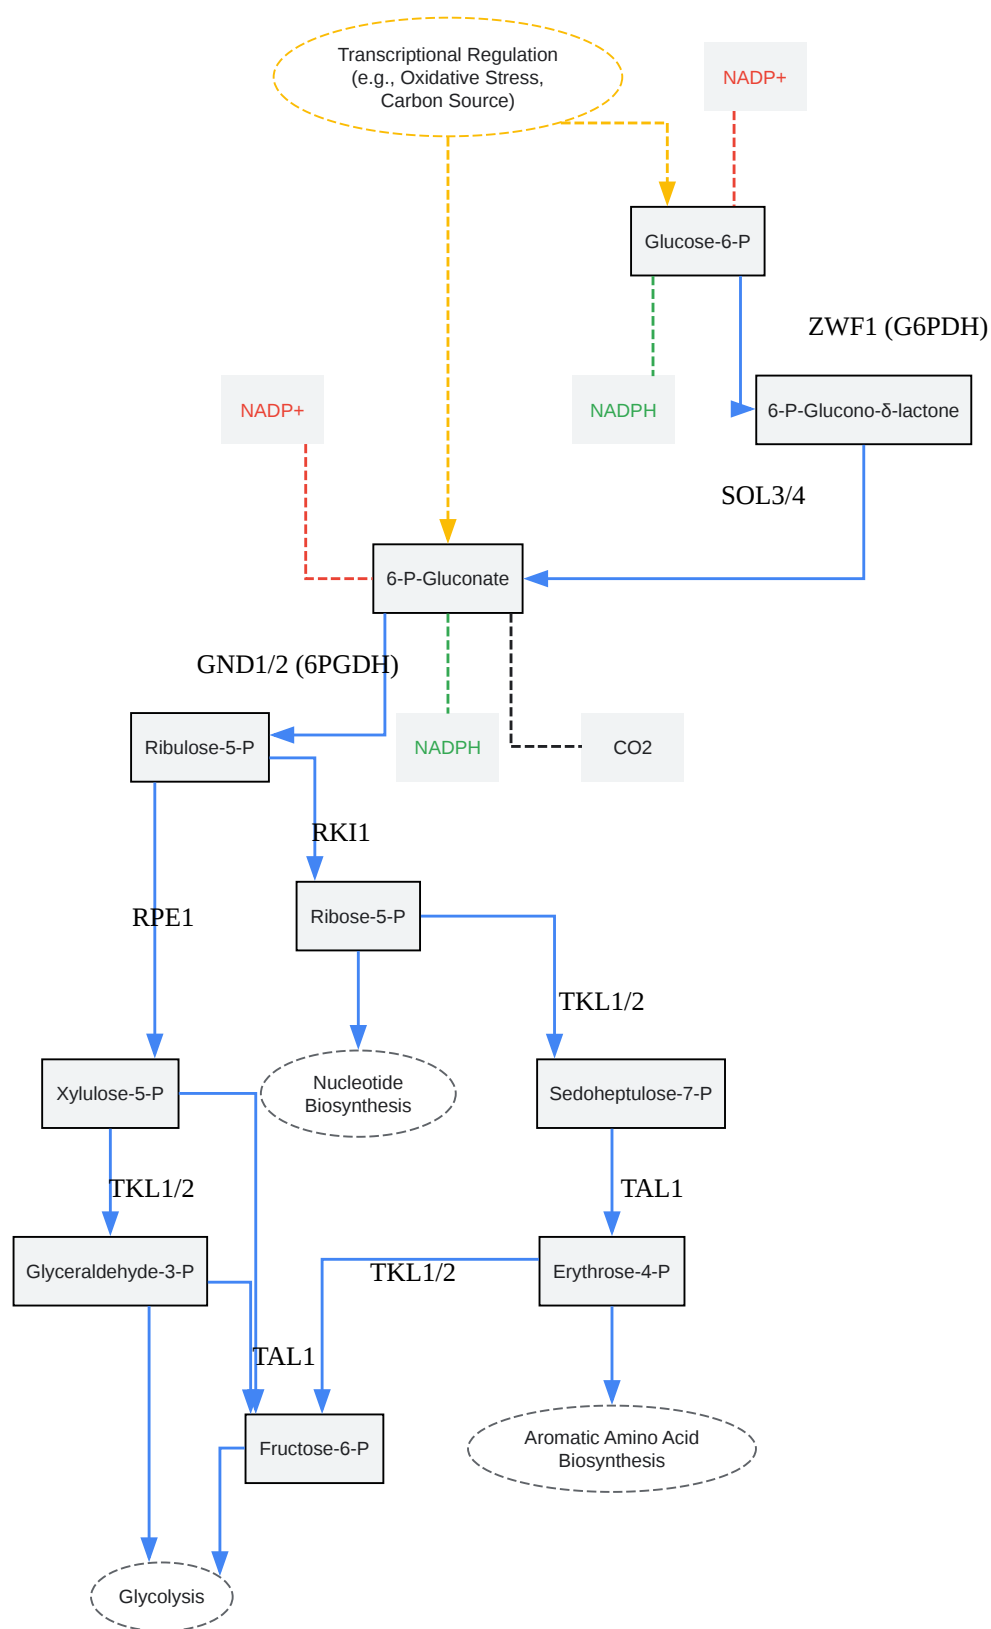 Transcriptional Regulation
(e.g., Oxidative Stress,
Carbon Source)
NADP+
Glucose-6-P
ZWF1 (G6PDH)
NADP+
NADPH
6-P-Glucono-δ-lactone
SOL3/4
6-P-Gluconate
GND1/2 (6PGDH)
Ribulose-5-P
NADPH
CO2
RKI1
Ribose-5-P
RPE1
TKL1/2
Xylulose-5-P
Nucleotide
Biosynthesis
Sedoheptulose-7-P
TKL1/2
TAL1
Glyceraldehyde-3-P
TKL1/2
Erythrose-4-P
TAL1
Fructose-6-P
Aromatic Amino Acid
Biosynthesis
Glycolysis